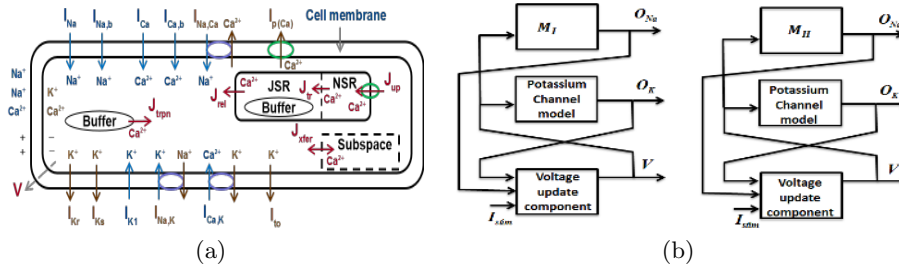 I_Na I_Na,b I_Ca I_Ca,b I_Na,Ca Ca²⁺ I_p(Ca) Cell membrane
Na⁺ Na⁺ Ca²⁺ Ca²⁺ Na⁺ Ca²⁺
Na⁺
Na⁺ K⁺
Ca²⁺ Ca²⁺
Buffer
J_trpn
Ca²⁺
J_rel
Ca²⁺
JSR
J_tr
NSR
J_up
Buffer
Ca²⁺
Ca²⁺
J_xfer
Ca²⁺
Subspace
+ −
+ −
V
K⁺ K⁺ K⁺ K⁺ Na⁺ Ca²⁺ K⁺ K⁺
I_Kr I_Ks I_K1 I_Na,K I_Ca,K I_to
(a)
M_I
O_Na
Potassium
Channel
model
O_K
V
Voltage
update
component
I_stim
M_II
O_Na
Potassium
Channel
model
O_K
V
Voltage
update
component
I_stim
(b)